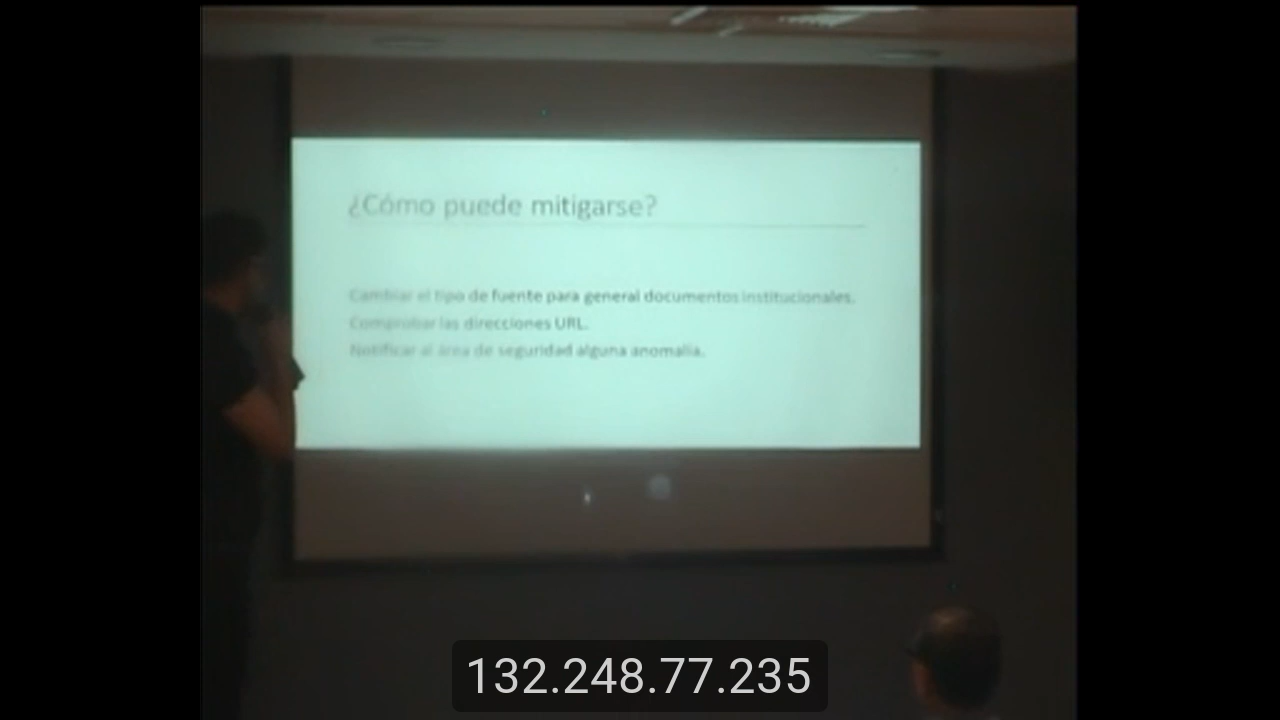 ¿Cómo puede mitigarse?
Cambiar el tipo de fuente para general documentos institucionales.
Comprobar las direcciones URL.
Notificar al área de seguridad alguna anomalía.
132.248.77.235